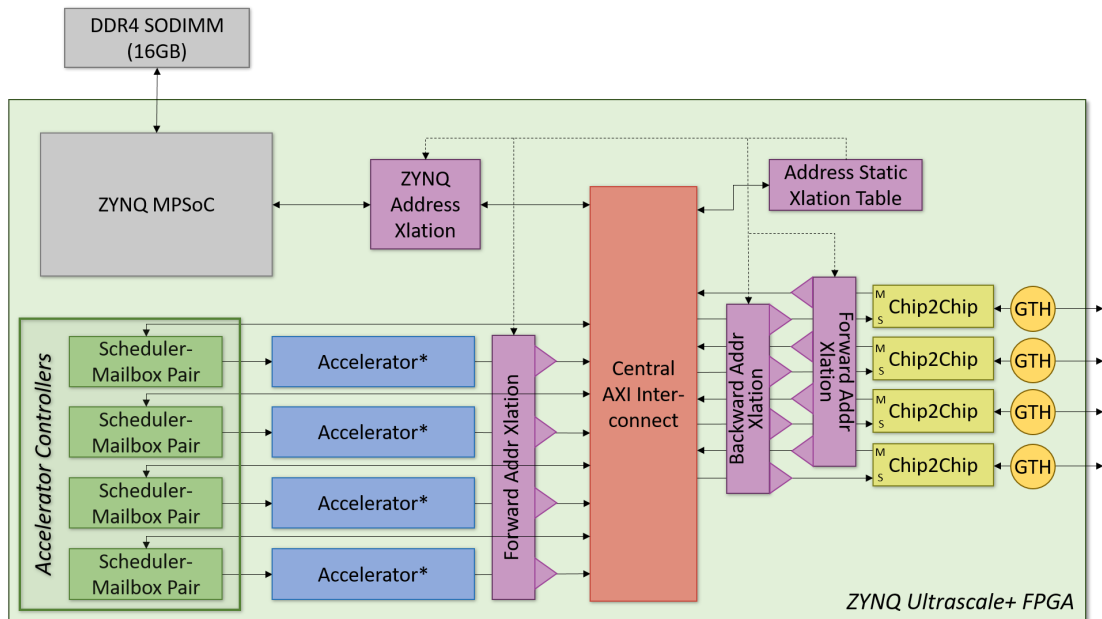 DDR4 SODIMM
(16GB)
ZYNQ MPSoC
ZYNQ
Address
Xlation
Address Static
Xlation Table
Accelerator Controllers
Scheduler-
Mailbox Pair
Scheduler-
Mailbox Pair
Scheduler-
Mailbox Pair
Scheduler-
Mailbox Pair
Accelerator*
Accelerator*
Accelerator*
Accelerator*
Forward Addr Xlation
Central
AXI Inter-
connect
Backward Addr
Xlation
Forward Addr
Xlation
M
S
Chip2Chip
GTH
M
S
Chip2Chip
GTH
M
S
Chip2Chip
GTH
M
S
Chip2Chip
GTH
ZYNQ Ultrascale+ FPGA